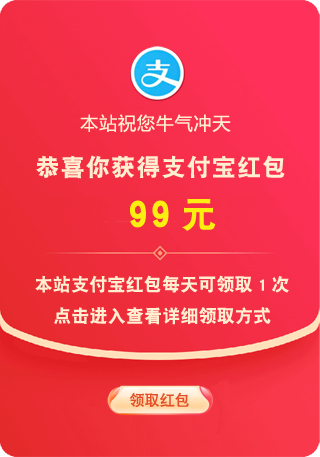 支
本站祝您牛气冲天
恭喜你获得支付宝红包
99 元
本站支付宝红包每天可领取 1 次
点击进入查看详细领取方式
领取红包